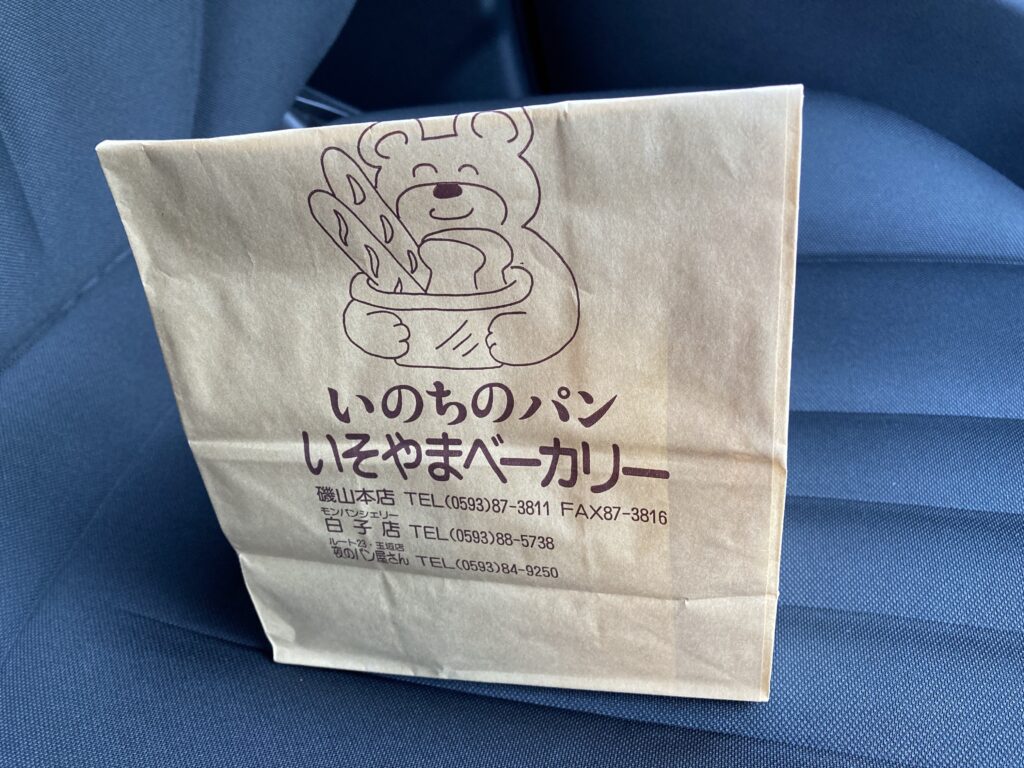 いのちのパン
いそやまベーカリー
磯山本店 TEL(0593)87-3811 FAX87-3816
モンパンシェリー
白子店 TEL(0593)88-5738
ルート23・玉垣店
夜のパン屋さん TEL(0593)84-9250